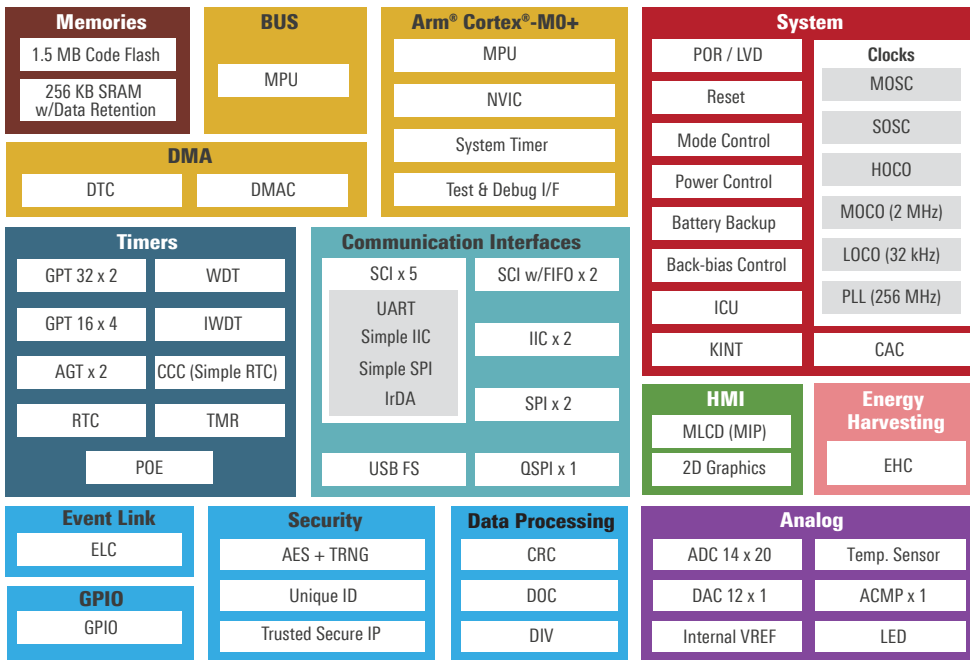 Memories
1.5 MB Code Flash
256 KB SRAM
w/Data Retention
BUS
MPU
DMA
DTC
DMAC
Arm® Cortex®-M0+
MPU
NVIC
System Timer
Test & Debug I/F
System
POR / LVD
Reset
Mode Control
Power Control
Battery Backup
Back-bias Control
ICU
KINT
Clocks
MOSC
SOSC
HOCO
MOCO (2 MHz)
LOCO (32 kHz)
PLL (256 MHz)
CAC
Timers
GPT 32 x 2
WDT
GPT 16 x 4
IWDT
AGT x 2
CCC (Simple RTC)
RTC
TMR
POE
Communication Interfaces
SCI x 5
UART
Simple IIC
Simple SPI
IrDA
USB FS
SCI w/FIFO x 2
IIC x 2
SPI x 2
QSPI x 1
HMI
MLCD (MIP)
2D Graphics
Energy
Harvesting
EHC
Event Link
ELC
GPIO
GPIO
Security
AES + TRNG
Unique ID
Trusted Secure IP
Data Processing
CRC
DOC
DIV
Analog
ADC 14 x 20
Temp. Sensor
DAC 12 x 1
ACMP x 1
Internal VREF
LED